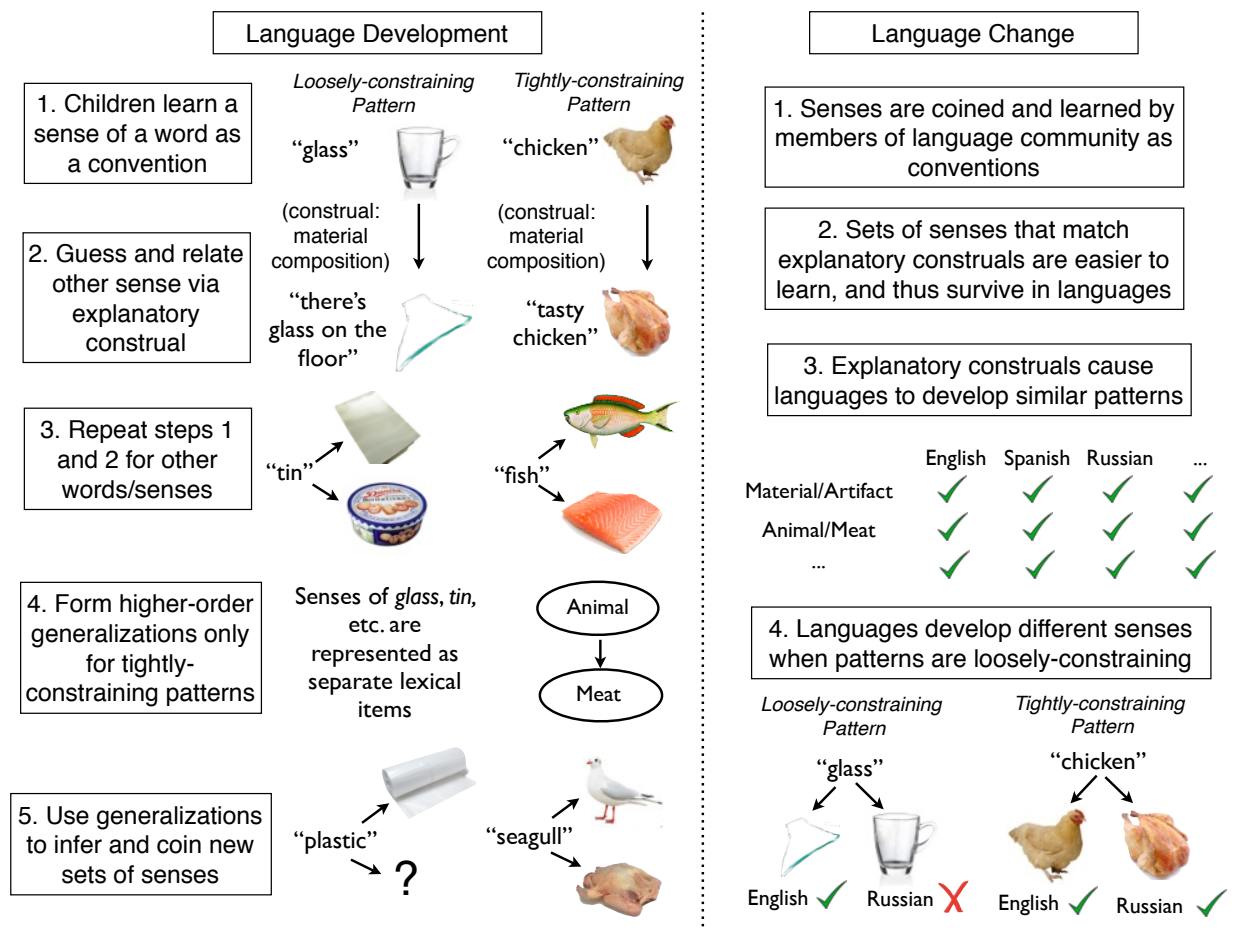 Language Development
1. Children learn a
sense of a word as
a convention
Loosely-constraining
Pattern
Tightly-constraining
Pattern
“glass”
“chicken”
2. Guess and relate
other sense via
explanatory
construal
(construal:
material
composition)
(construal:
material
composition)
“there’s
glass on the
floor”
“tasty
chicken”
3. Repeat steps 1
and 2 for other
words/senses
“tin”
“fish”
4. Form higher-order
generalizations only
for tightly-
constraining patterns
Senses of glass, tin,
etc. are
represented as
separate lexical
items
Animal
Meat
5. Use generalizations
to infer and coin new
sets of senses
“plastic”
?
“seagull”
Language Change
1. Senses are coined and learned by
members of language community as
conventions
2. Sets of senses that match
explanatory construals are easier to
learn, and thus survive in languages
3. Explanatory construals cause
languages to develop similar patterns
English Spanish Russian ...
Material/Artifact
Animal/Meat
...
4. Languages develop different senses
when patterns are loosely-constraining
Loosely-constraining
Pattern
Tightly-constraining
Pattern
“glass”
“chicken”
English
Russian
English
Russian